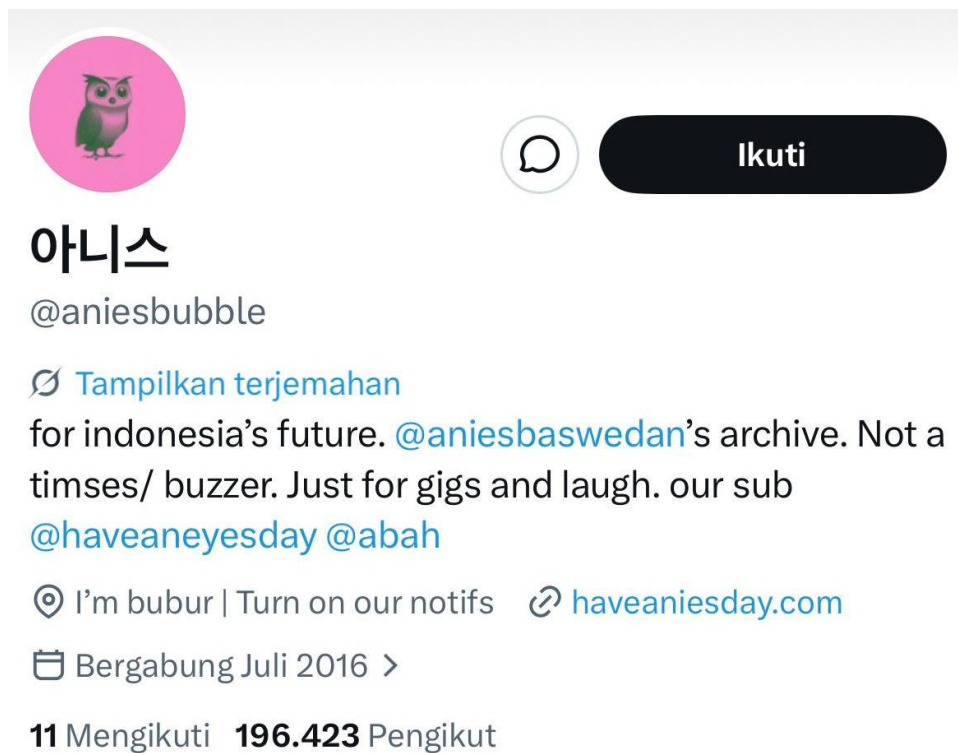 Ikuti
아니스
@aniesbubble
Tampilkan terjemahan
for indonesia’s future. @aniesbaswedan’s archive. Not a
timses/ buzzer. Just for gigs and laugh. our sub
@haveaneyesday @abah
I’m bubur | Turn on our notifs haveaniesday.com
Bergabung Juli 2016
11 Mengikuti 196.423 Pengikut